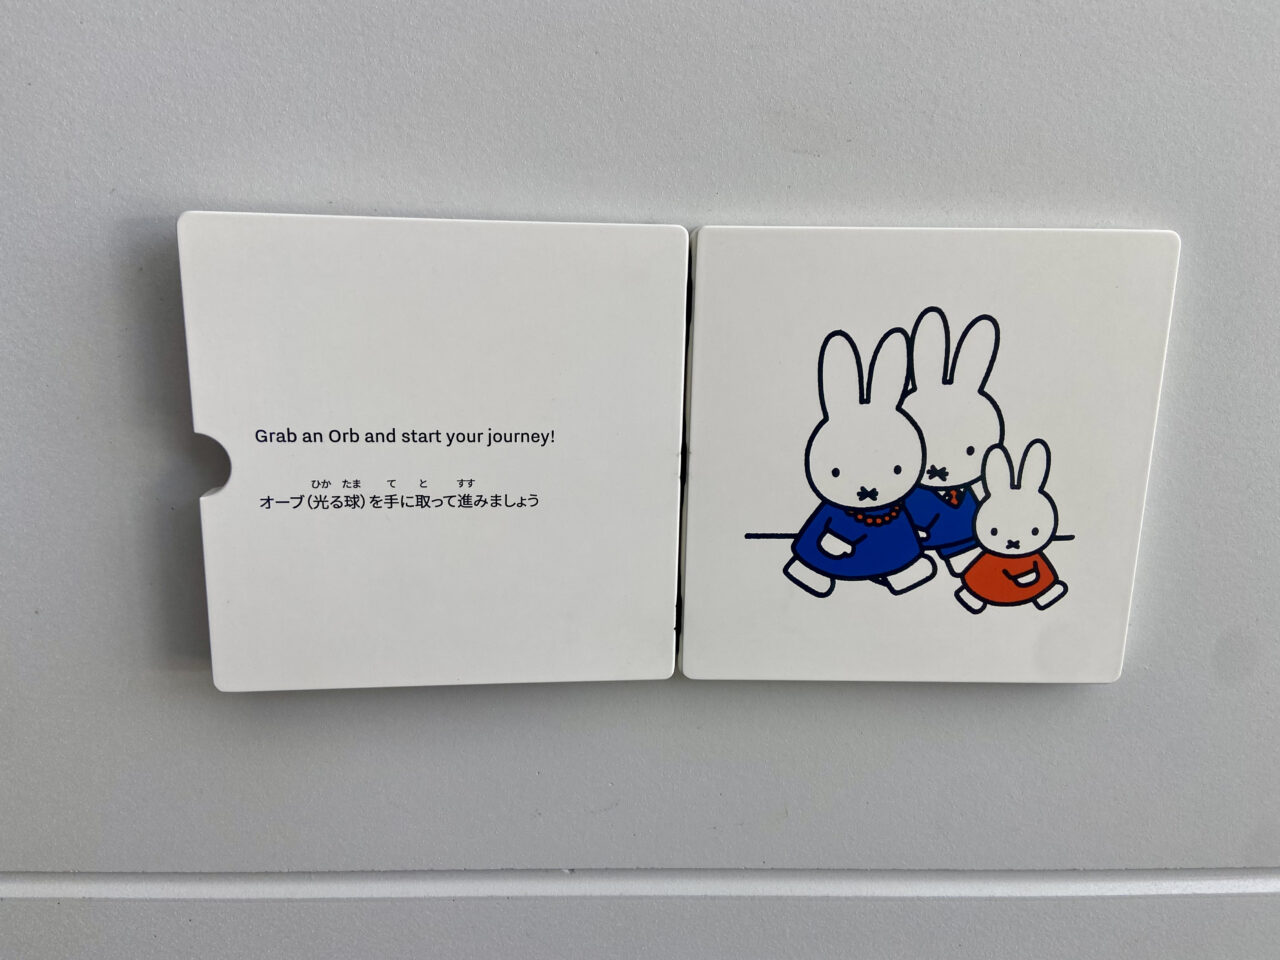 Grab an Orb and start your journey!
ひか たま て と すす
オーブ（光る球）を手に取って進みましょう